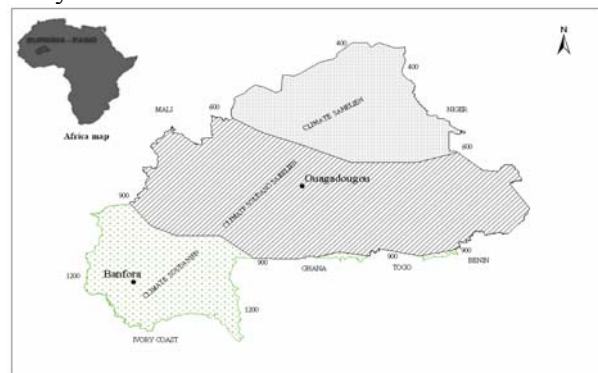 BURKINA - FASO
Africa map
N
400
400
MALI
600
CLIMATE SAHELIEN
NIGER
600
Ouagadougou
CLIMATE SOUDANO SAHELIEN
900
900
GHANA
900
TOGO
900
BENIN
1200
Banfora
CLIMATE SOUDANIEN
1200
IVORY COAST